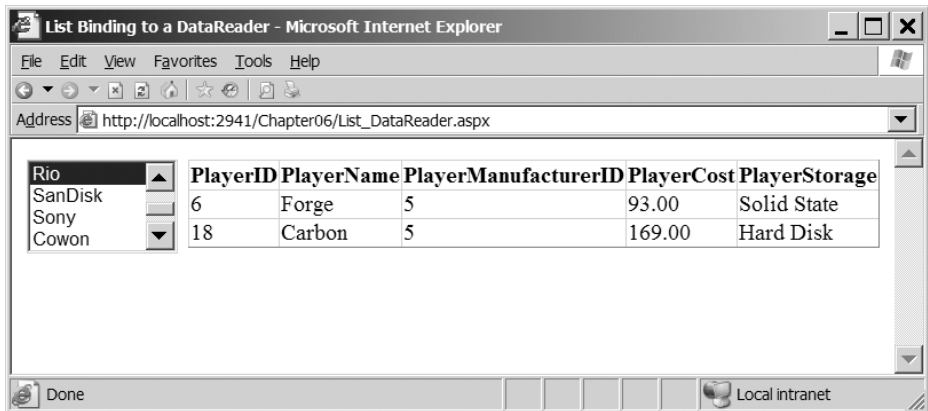 List Binding to a DataReader - Microsoft Internet Explorer
File Edit View Favorites Tools Help
Address http://localhost:2941/Chapter06/List_DataReader.aspx
Rio
SanDisk
Sony
Cowon
PlayerID PlayerName PlayerManufacturerID PlayerCost PlayerStorage
6 Forge 5 93.00 Solid State
18 Carbon 5 169.00 Hard Disk
Done Local intranet